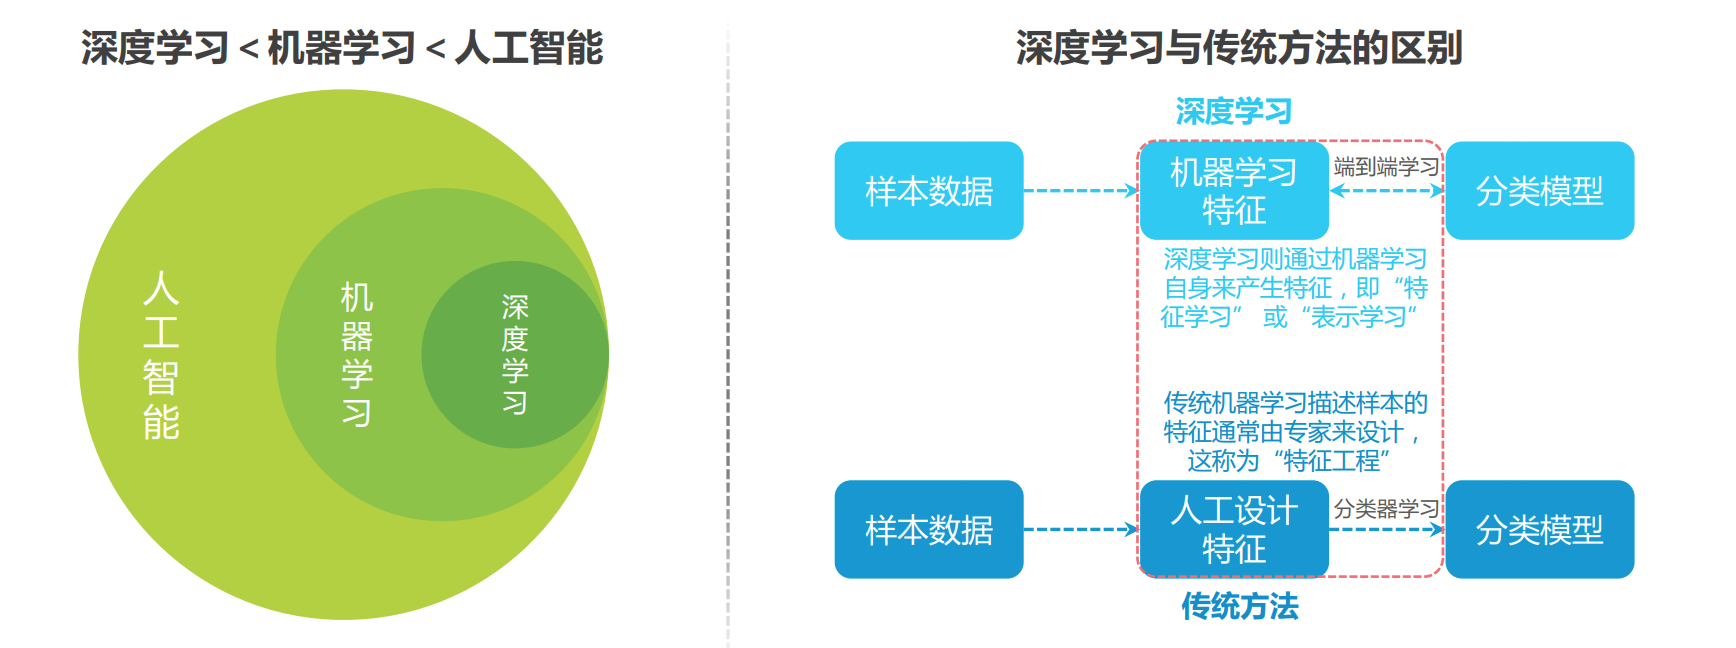 深度学习<机器学习<人工智能
人工智能
机器学习
深度学习
深度学习与传统方法的区别
深度学习
样本数据
机器学习
特征
端到端学习
分类模型
深度学习则通过机器学习
自身来产生特征，即“特
征学习” 或“表示学习”
传统机器学习描述样本的
特征通常由专家来设计，
这称为“特征工程”
样本数据
人工设计
特征
分类器学习
分类模型
传统方法